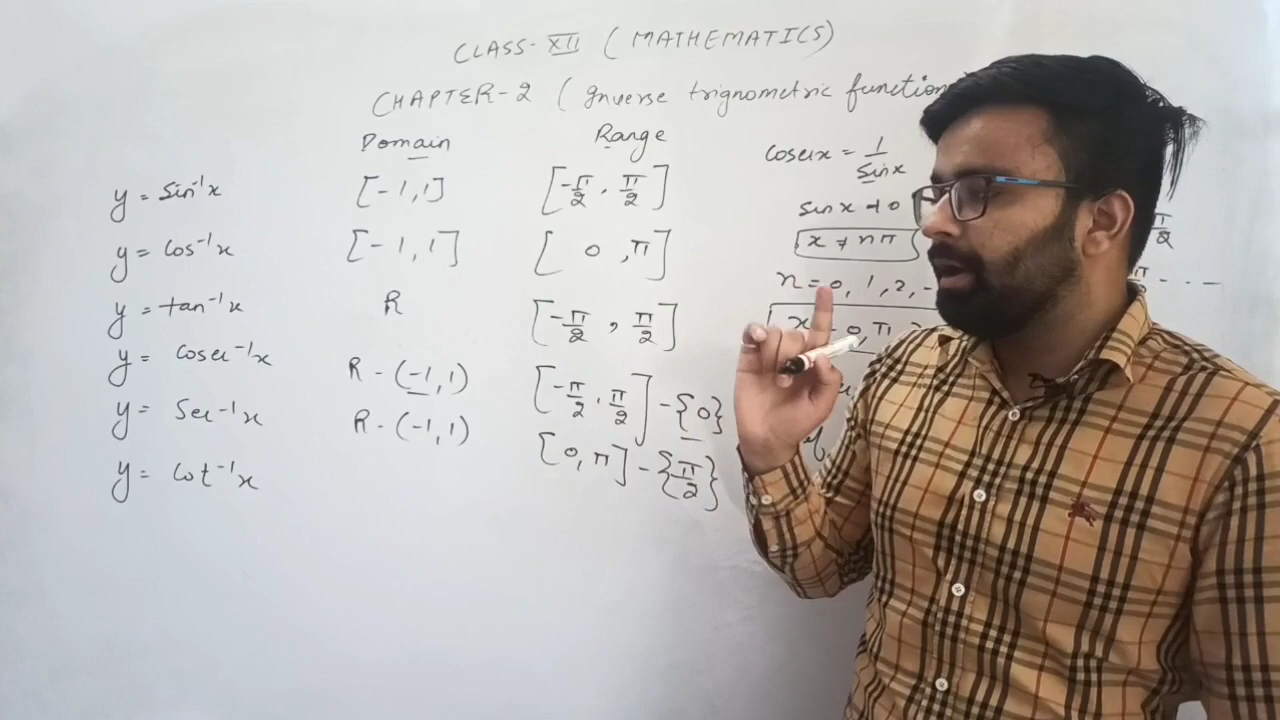 CLASS-XII (MATHEMATICS)
CHAPTER-2 (Inverse trignometric function
Domain Range
y = sin⁻¹x [-1,1] [-π/2, π/2]
y = cos⁻¹x [-1,1] [0,π]
y = tan⁻¹x R [-π/2, π/2]
y = cosec⁻¹x R - (-1,1) [-π/2, π/2] - {0}
y = sec⁻¹x R - (-1,1) [0,π] - {π/2}
y = cot⁻¹x
cosecx = 1/sinx
sinx ≠ 0
x ≠ nπ
n = 0, 1, 2, -